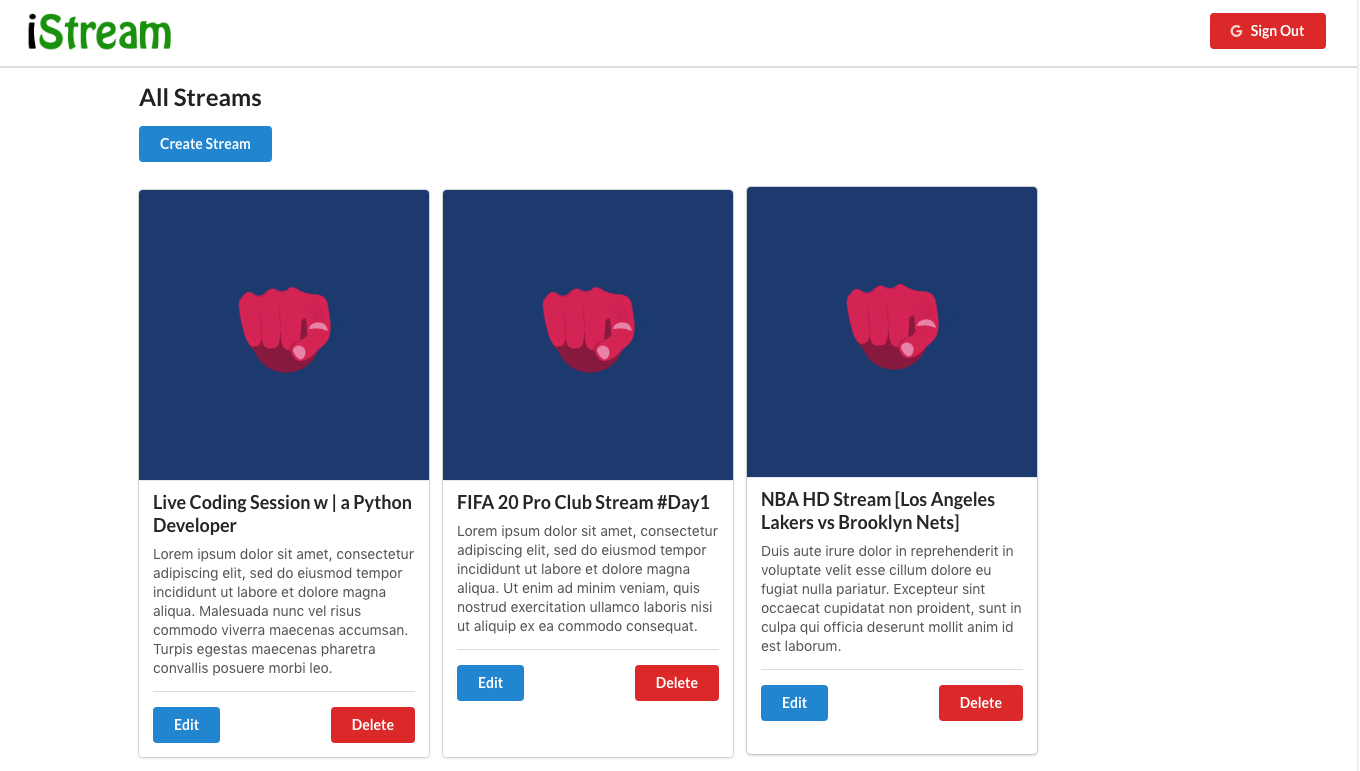 iStream
Sign Out
All Streams
Create Stream
Live Coding Session w | a Python
Developer
Lorem ipsum dolor sit amet, consectetur
adipiscing elit, sed do eiusmod tempor
incididunt ut labore et dolore magna
aliqua. Malesuada nunc vel risus
commodo viverra maecenas accumsan.
Turpis egestas maecenas pharetra
convallis posuere morbi leo.
Edit
Delete
FIFA 20 Pro Club Stream #Day1
Lorem ipsum dolor sit amet, consectetur
adipiscing elit, sed do eiusmod tempor
incididunt ut labore et dolore magna
aliqua. Ut enim ad minim veniam, quis
nostrud exercitation ullamco laboris nisi
ut aliquip ex ea commodo consequat.
Edit
Delete
NBA HD Stream [Los Angeles
Lakers vs Brooklyn Nets]
Duis aute irure dolor in reprehenderit in
voluptate velit esse cillum dolore eu
fugiat nulla pariatur. Excepteur sint
occaecat cupidatat non proident, sunt in
culpa qui officia deserunt mollit anim id
est laborum.
Edit
Delete